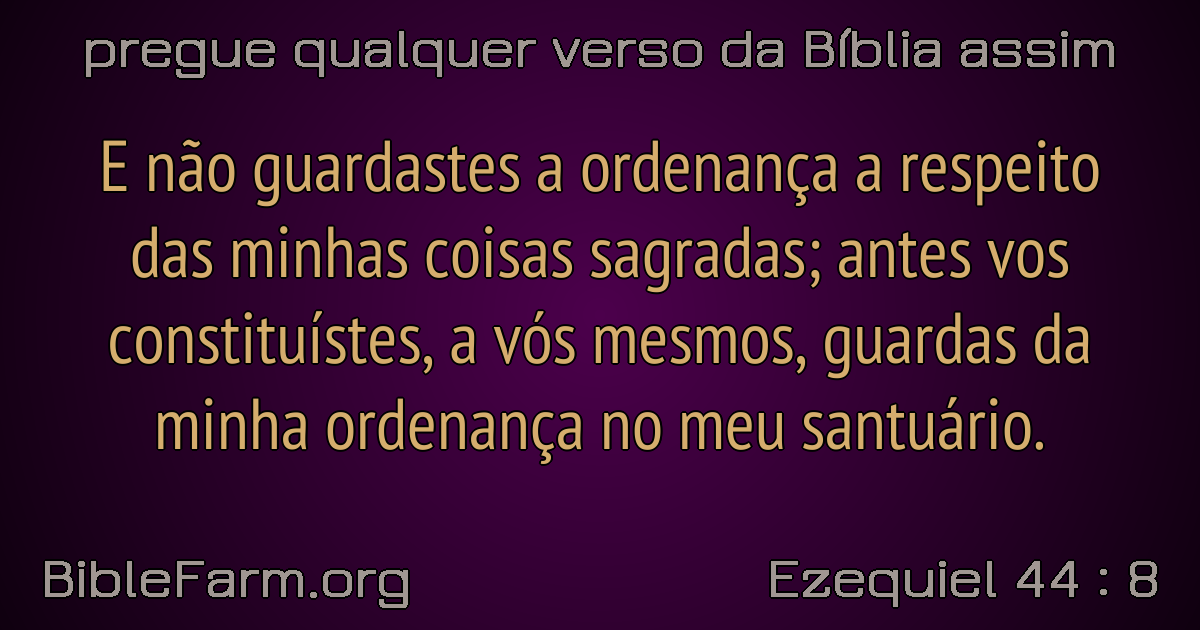 pregue qualquer verso da Bíblia assim
E não guardastes a ordenança a respeito
das minhas coisas sagradas; antes vos
constituístes, a vós mesmos, guardas da
minha ordenança no meu santuário.
BibleFarm.org
Ezequiel 44 : 8